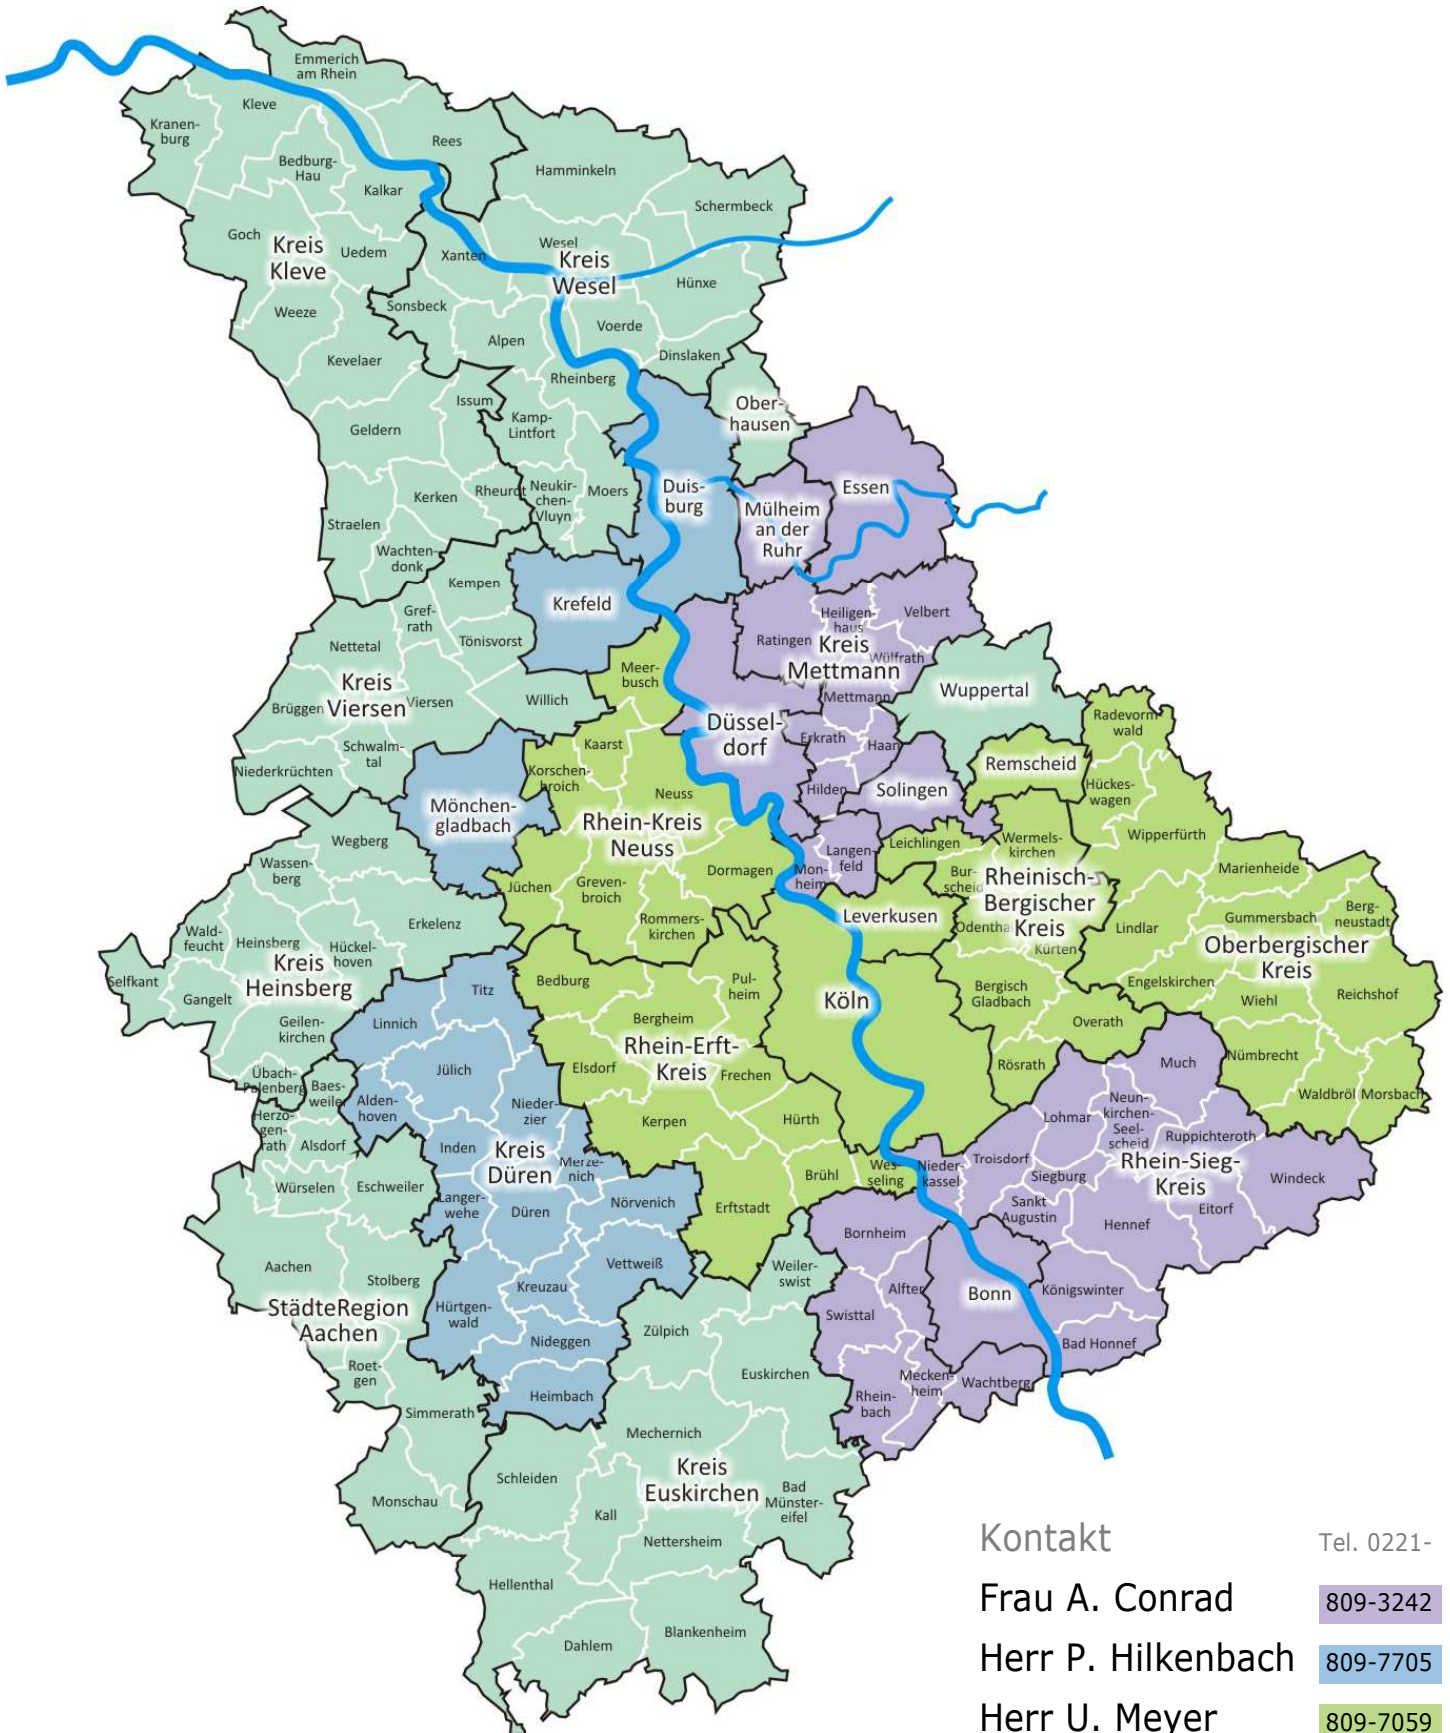 Emmerich
am Rhein
Kleve
Kranen-
burg
Rees
Bedburg-
Hau
Kalkar
Hamminkeln
Schermbeck
Goch
Kreis
Kleve
Uedem
Xanten
Wesel
Kreis
Wesel
Hünxe
Weeze
Sonsbeck
Voerde
Alpen
Dinslaken
Kevelaer
Rheinberg
Issum
Kamp-
Lintfort
Ober-
hausen
Geldern
Kerken
Rheurdt
Neukir-
chen-
Vluyn
Moers
Duis-
burg
Essen
Mülheim
an der
Ruhr
Straelen
Wachten-
donk
Kempen
Krefeld
Gref-
rath
Nettetal
Tönisvorst
Heiligen-
haus
Velbert
Ratingen
Kreis
Mettmann
Wülfrath
Mettmann
Meer-
busch
Kreis
Viersen
Brüggen
Viersen
Willich
Wuppertal
Düssel-
dorf
Erkrath
Haan
Radevorm
wald
Schwalm-
tal
Niederkrüchten
Kaarst
Korschen-
broich
Remscheid
Neuss
Hilden
Solingen
Hückes-
wagen
Mönchen-
gladbach
Rhein-Kreis
Neuss
Wegberg
Leichlingen
Wermels-
kirchen
Wipperfürth
Langen-
feld
Wassen-
berg
Dormagen
Mon-
heim
Bur-
scheid
Rheinisch-
Bergischer
Kreis
Marienheide
Jüchen
Greven-
broich
Rommers-
kirchen
Leverkusen
Odenthal
Kürten
Lindlar
Gummersbach
Berg-
neustadt
Erkelenz
Wald-
feucht
Heinsberg
Hückel-
hoven
Kreis
Heinsberg
Oberbergischer
Kreis
Selfkant
Gangelt
Titz
Bedburg
Pul-
heim
Köln
Bergisch
Gladbach
Engelskirchen
Wiehl
Reichshof
Geilen-
kirchen
Linnich
Bergheim
Overath
Rhein-Erft-
Kreis
Übach-
Palenberg
Baes-
weiler
Jülich
Elsdorf
Frechen
Rösrath
Much
Nümbrecht
Waldbröl
Morsbach
Alden-
hoven
Nieder-
zier
Herzo-
gen-
rath
Alsdorf
Kerpen
Hürth
Lohmar
Neun-
kirchen-
Seel-
scheid
Ruppichteroth
Inden
Kreis
Düren
Merze-
nich
Würselen
Eschweiler
Brühl
Wes-
seling
Nieder-
kassel
Troisdorf
Siegburg
Rhein-Sieg-
Kreis
Windeck
Langer-
wehe
Düren
Nörvenich
Erftstadt
Sankt
Augustin
Hennef
Eitorf
Bornheim
Aachen
Stolberg
Vettweiß
Weiler-
swist
Kreuzau
Alfter
Bonn
Königswinter
StädteRegion
Aachen
Hürtgen-
wald
Swisttal
Nideggen
Zülpich
Bad Honnef
Roet-
gen
Heimbach
Euskirchen
Mecken-
heim
Wachtberg
Rhein-
bach
Simmerath
Mechernich
Kreis
Euskirchen
Schleiden
Monschau
Kall
Bad
Münster-
eifel
Nettersheim
Hellenthal
Dahlem
Blankenheim
Kontakt Tel. 0221-
Frau A. Conrad 809-3242
Herr P. Hilkenbach 809-7705
Herr U. Meyer 809-7059